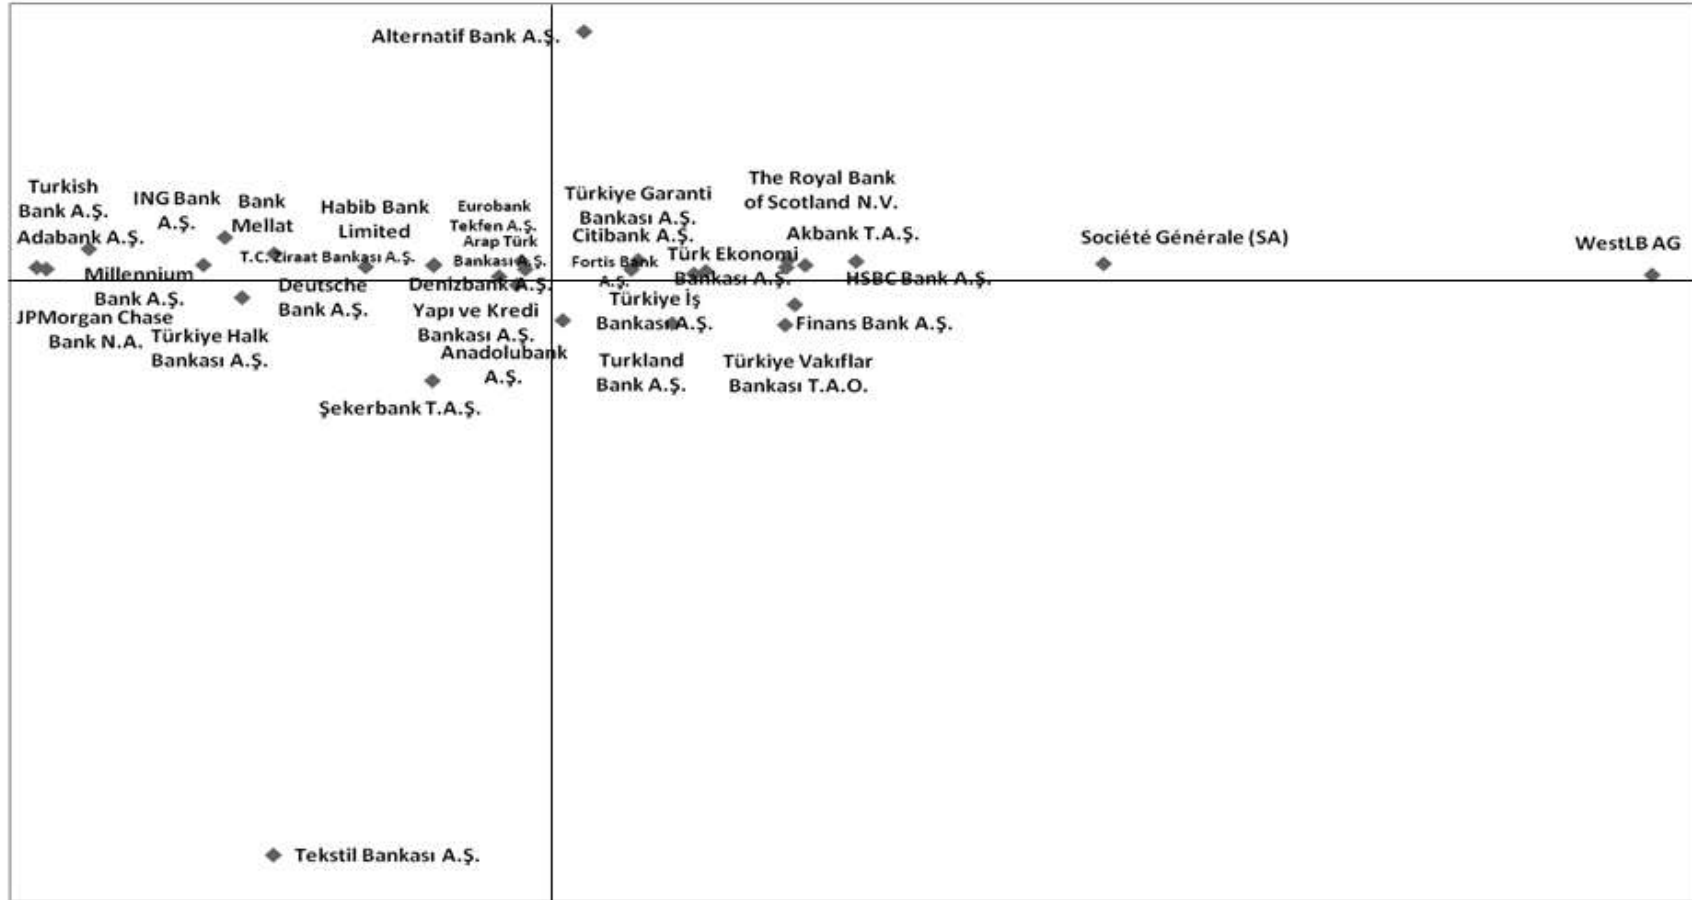 Alternatif Bank A.Ş.
Turkish
Bank A.Ş.
Adabank A.Ş.
ING Bank
A.Ş.
Bank
Mellat
Habib Bank
Limited
T.C. Ziraat Bankası A.Ş.
Eurobank
Tekfen A.Ş.
Arap Türk
Bankası A.Ş.
Türkiye Garanti
Bankası A.Ş.
Citibank A.Ş.
Fortis Bank
A.Ş.
The Royal Bank
of Scotland N.V.
Akbank T.A.Ş.
Türk Ekonomi
Bankası A.Ş.
HSBC Bank A.Ş.
Société Générale (SA)
WestLB AG
Millennium
Bank A.Ş.
JPMorgan Chase
Bank N.A.
Türkiye Halk
Bankası A.Ş.
Deutsche
Bank A.Ş.
Denizbank A.Ş.
Yapı ve Kredi
Bankası A.Ş.
Anadolubank
A.Ş.
Şekerbank T.A.Ş.
Türkiye İş
Bankası A.Ş.
Turkland
Bank A.Ş.
Finans Bank A.Ş.
Türkiye Vakıflar
Bankası T.A.O.
Tekstil Bankası A.Ş.